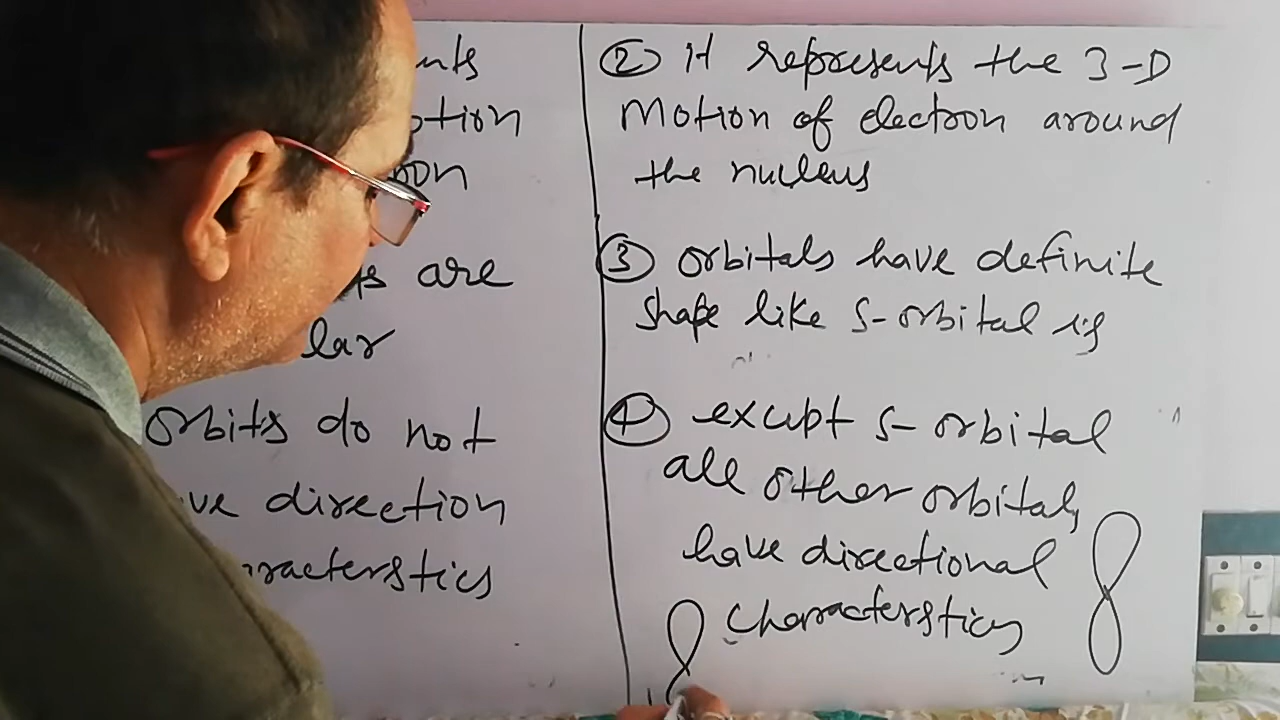 nts
otion
on
are
lar
orbits do not
ve direction
racterstics
② It represents the 3-D
Motion of electron around
the nucleus
③ orbitals have definite
shape like S-orbital is
④ except S-orbital
all other orbitals
have directional
characterstics